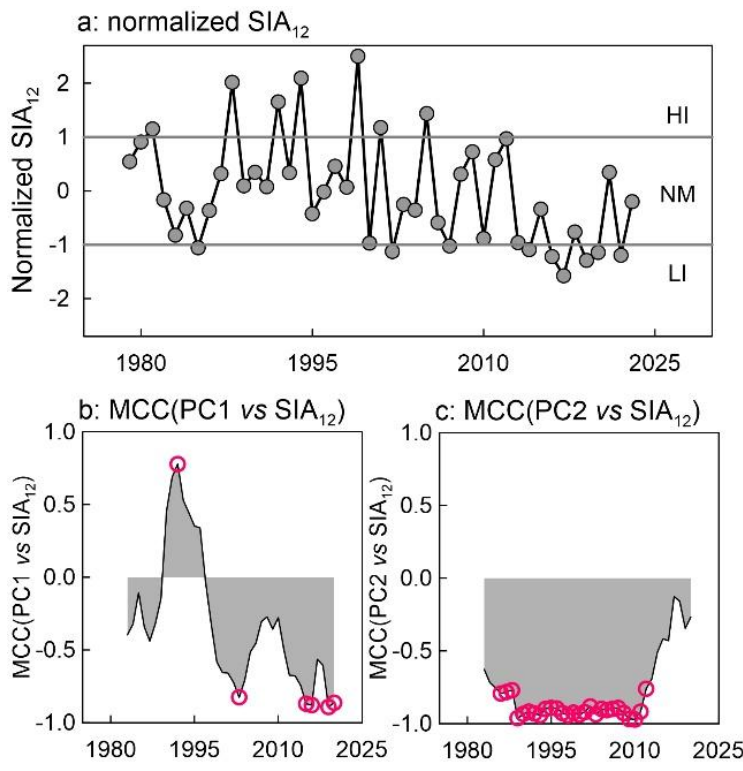 a: normalized SIA12
Normalized SIA12
2
1
0
-1
-2
HI
NM
LI
1980 1995 2010 2025
b: MCC(PC1 vs SIA12)
MCC(PC1 vs SIA12)
1.0
0.5
0.0
-0.5
-1.0
1980 1995 2010 2025
c: MCC(PC2 vs SIA12)
MCC(PC2 vs SIA12)
1.0
0.5
0.0
-0.5
-1.0
1980 1995 2010 2025